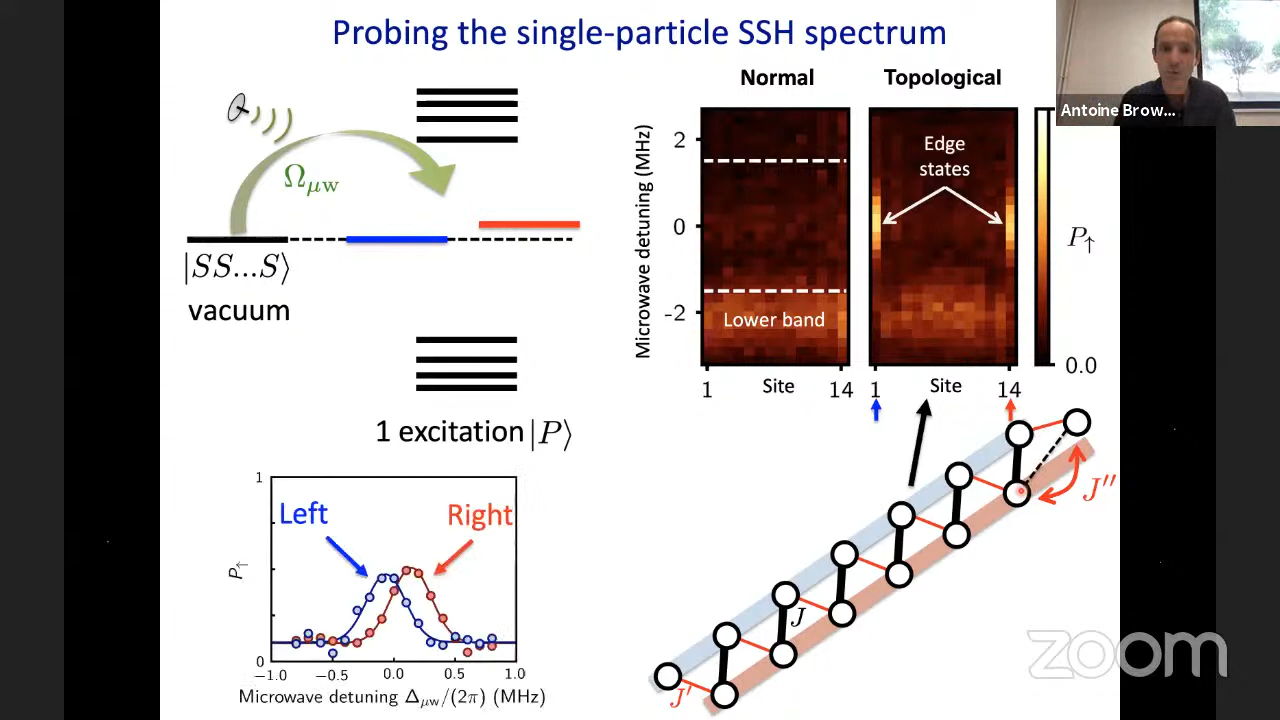 Probing the single-particle SSH spectrum
Antoine Brow...
Ω_μw
|SS...S⟩
vacuum
1 excitation |P⟩
Normal
Topological
Microwave detuning (MHz)
2
0
-2
Lower band
Edge
states
P↑
0.0
1
Site
14
1
Site
14
Left
Right
P↑
1
0
−1.0
−0.5
0.0
0.5
1.0
Microwave detuning Δ_μw/(2π) (MHz)
J
J′
J′′
zoom